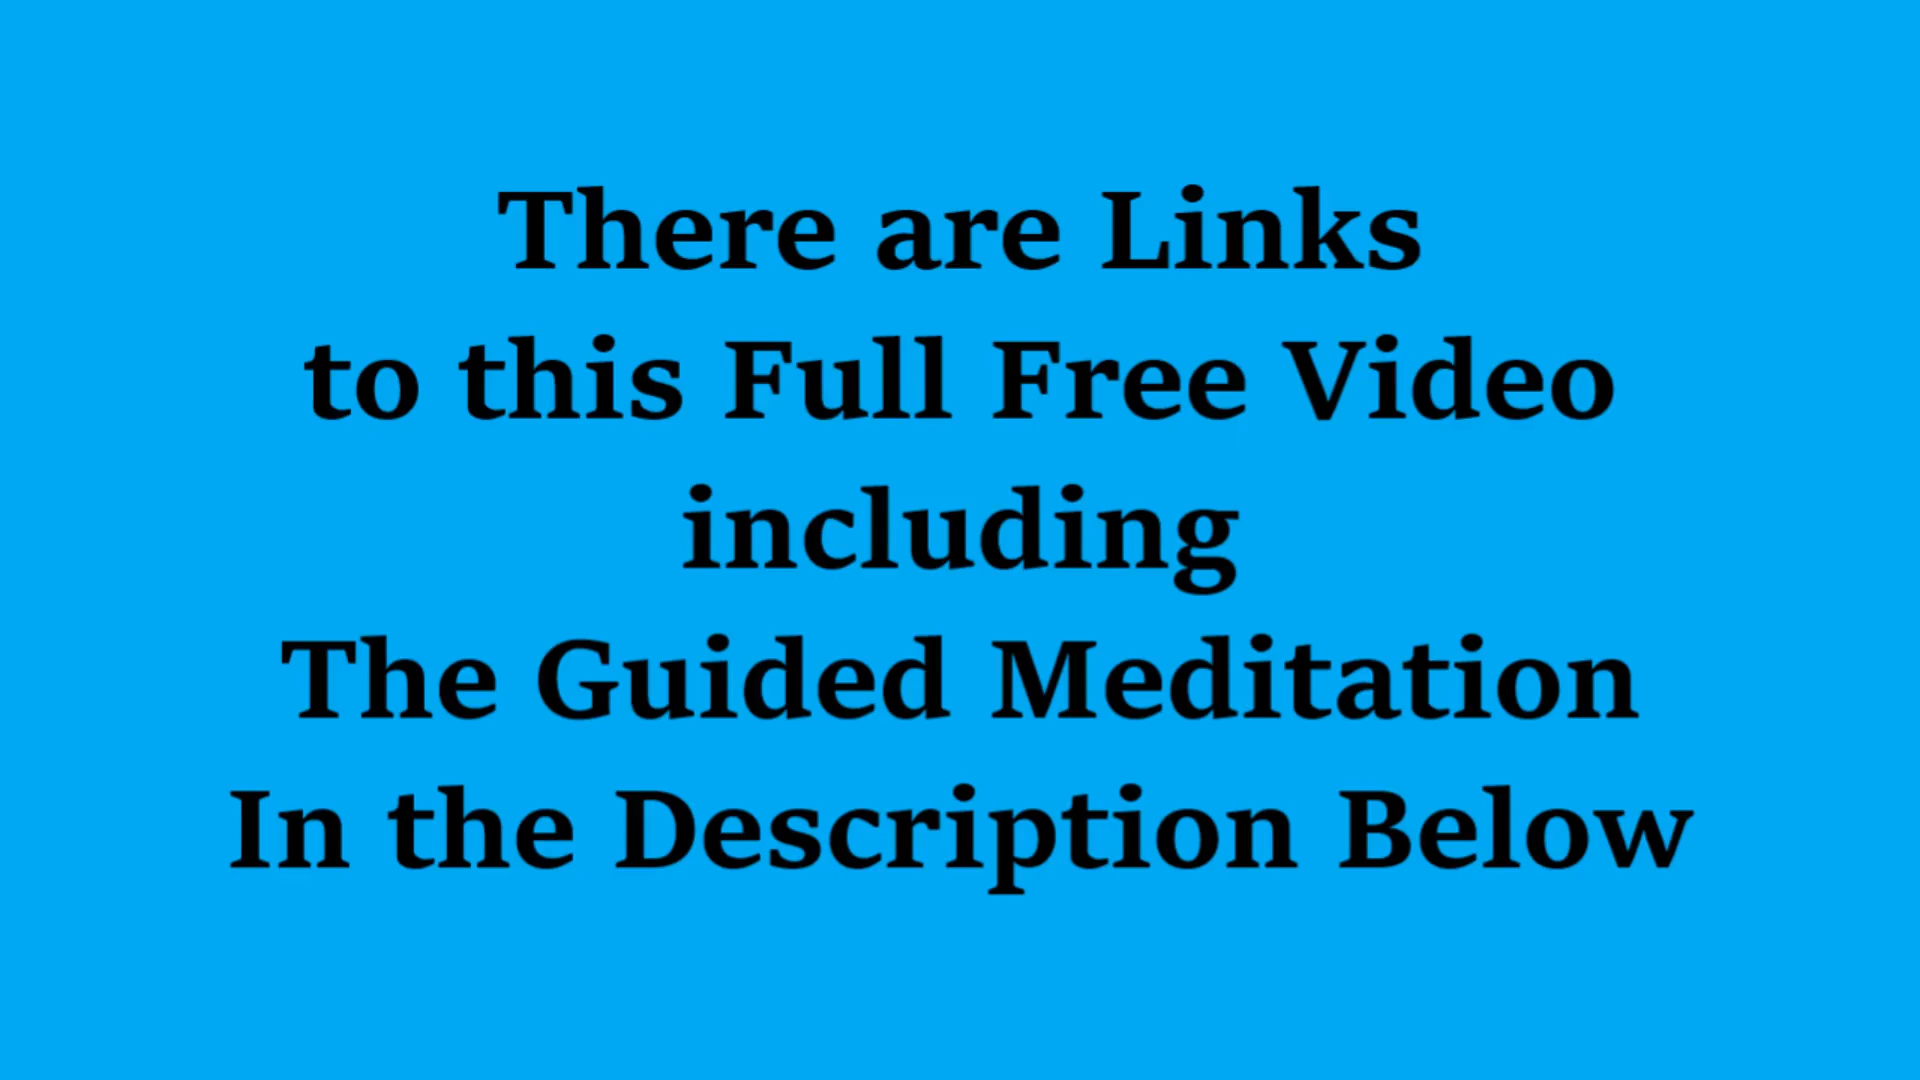 There are Links
to this Full Free Video
including
The Guided Meditation
In the Description Below